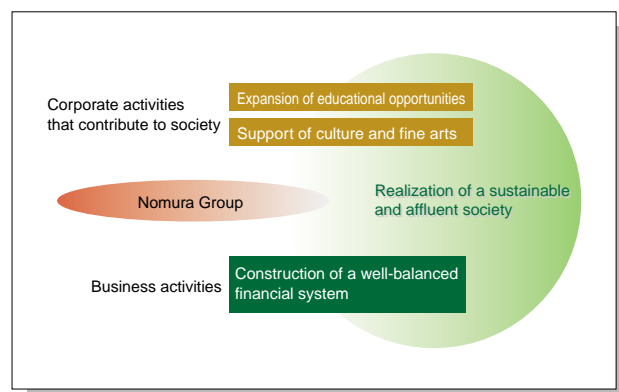 Corporate activities
that contribute to society
Expansion of educational opportunities
Support of culture and fine arts
Nomura Group
Realization of a sustainable
and affluent society
Business activities
Construction of a well-balanced
financial system